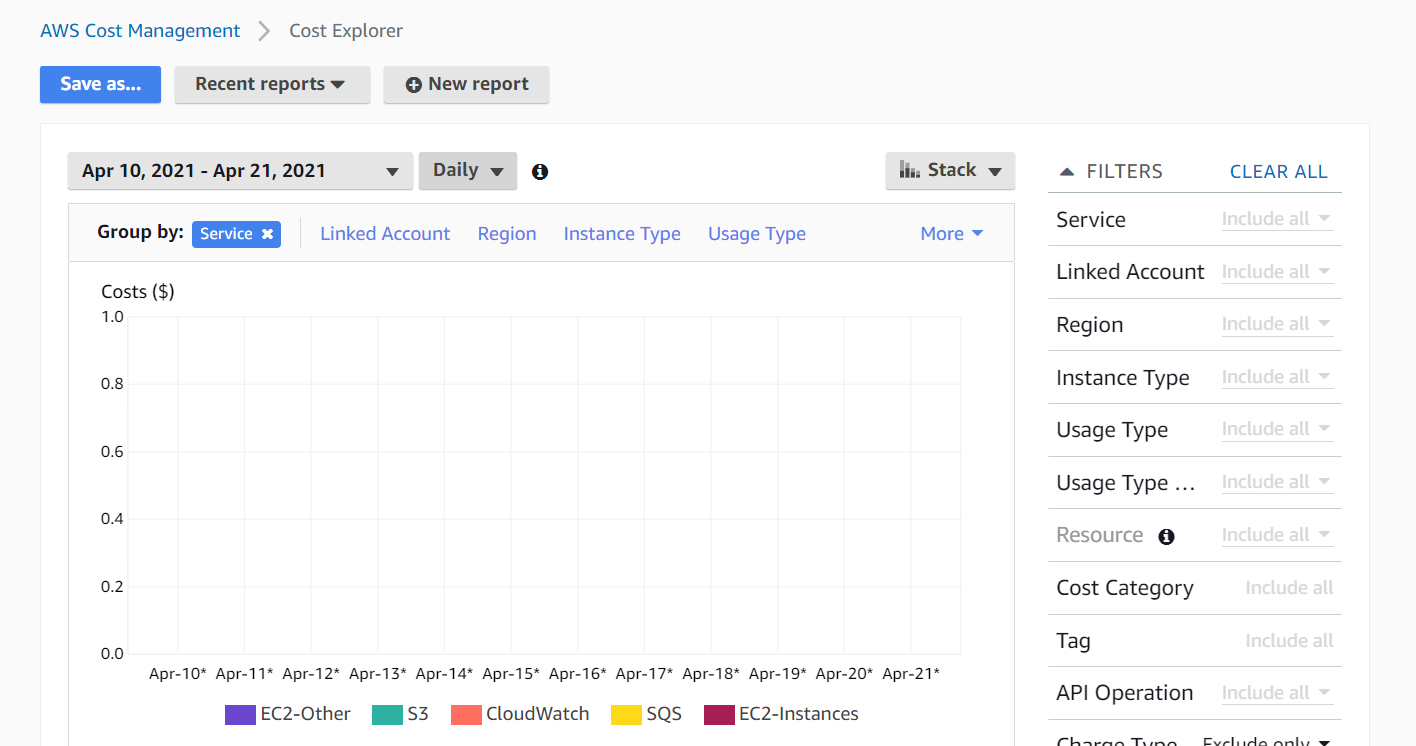 AWS Cost Management Cost Explorer
Save as... Recent reports New report
Apr 10, 2021 - Apr 21, 2021 Daily Stack
Group by: Service Linked Account Region Instance Type Usage Type More
Costs ($)
1.0
0.8
0.6
0.4
0.2
0.0
Apr-10* Apr-11* Apr-12* Apr-13* Apr-14* Apr-15* Apr-16* Apr-17* Apr-18* Apr-19* Apr-20* Apr-21*
EC2-Other S3 CloudWatch SQS EC2-Instances
FILTERS CLEAR ALL
Service Include all
Linked Account Include all
Region Include all
Instance Type Include all
Usage Type Include all
Usage Type ... Include all
Resource Include all
Cost Category Include all
Tag Include all
API Operation Include all
Charge Type Exclude only